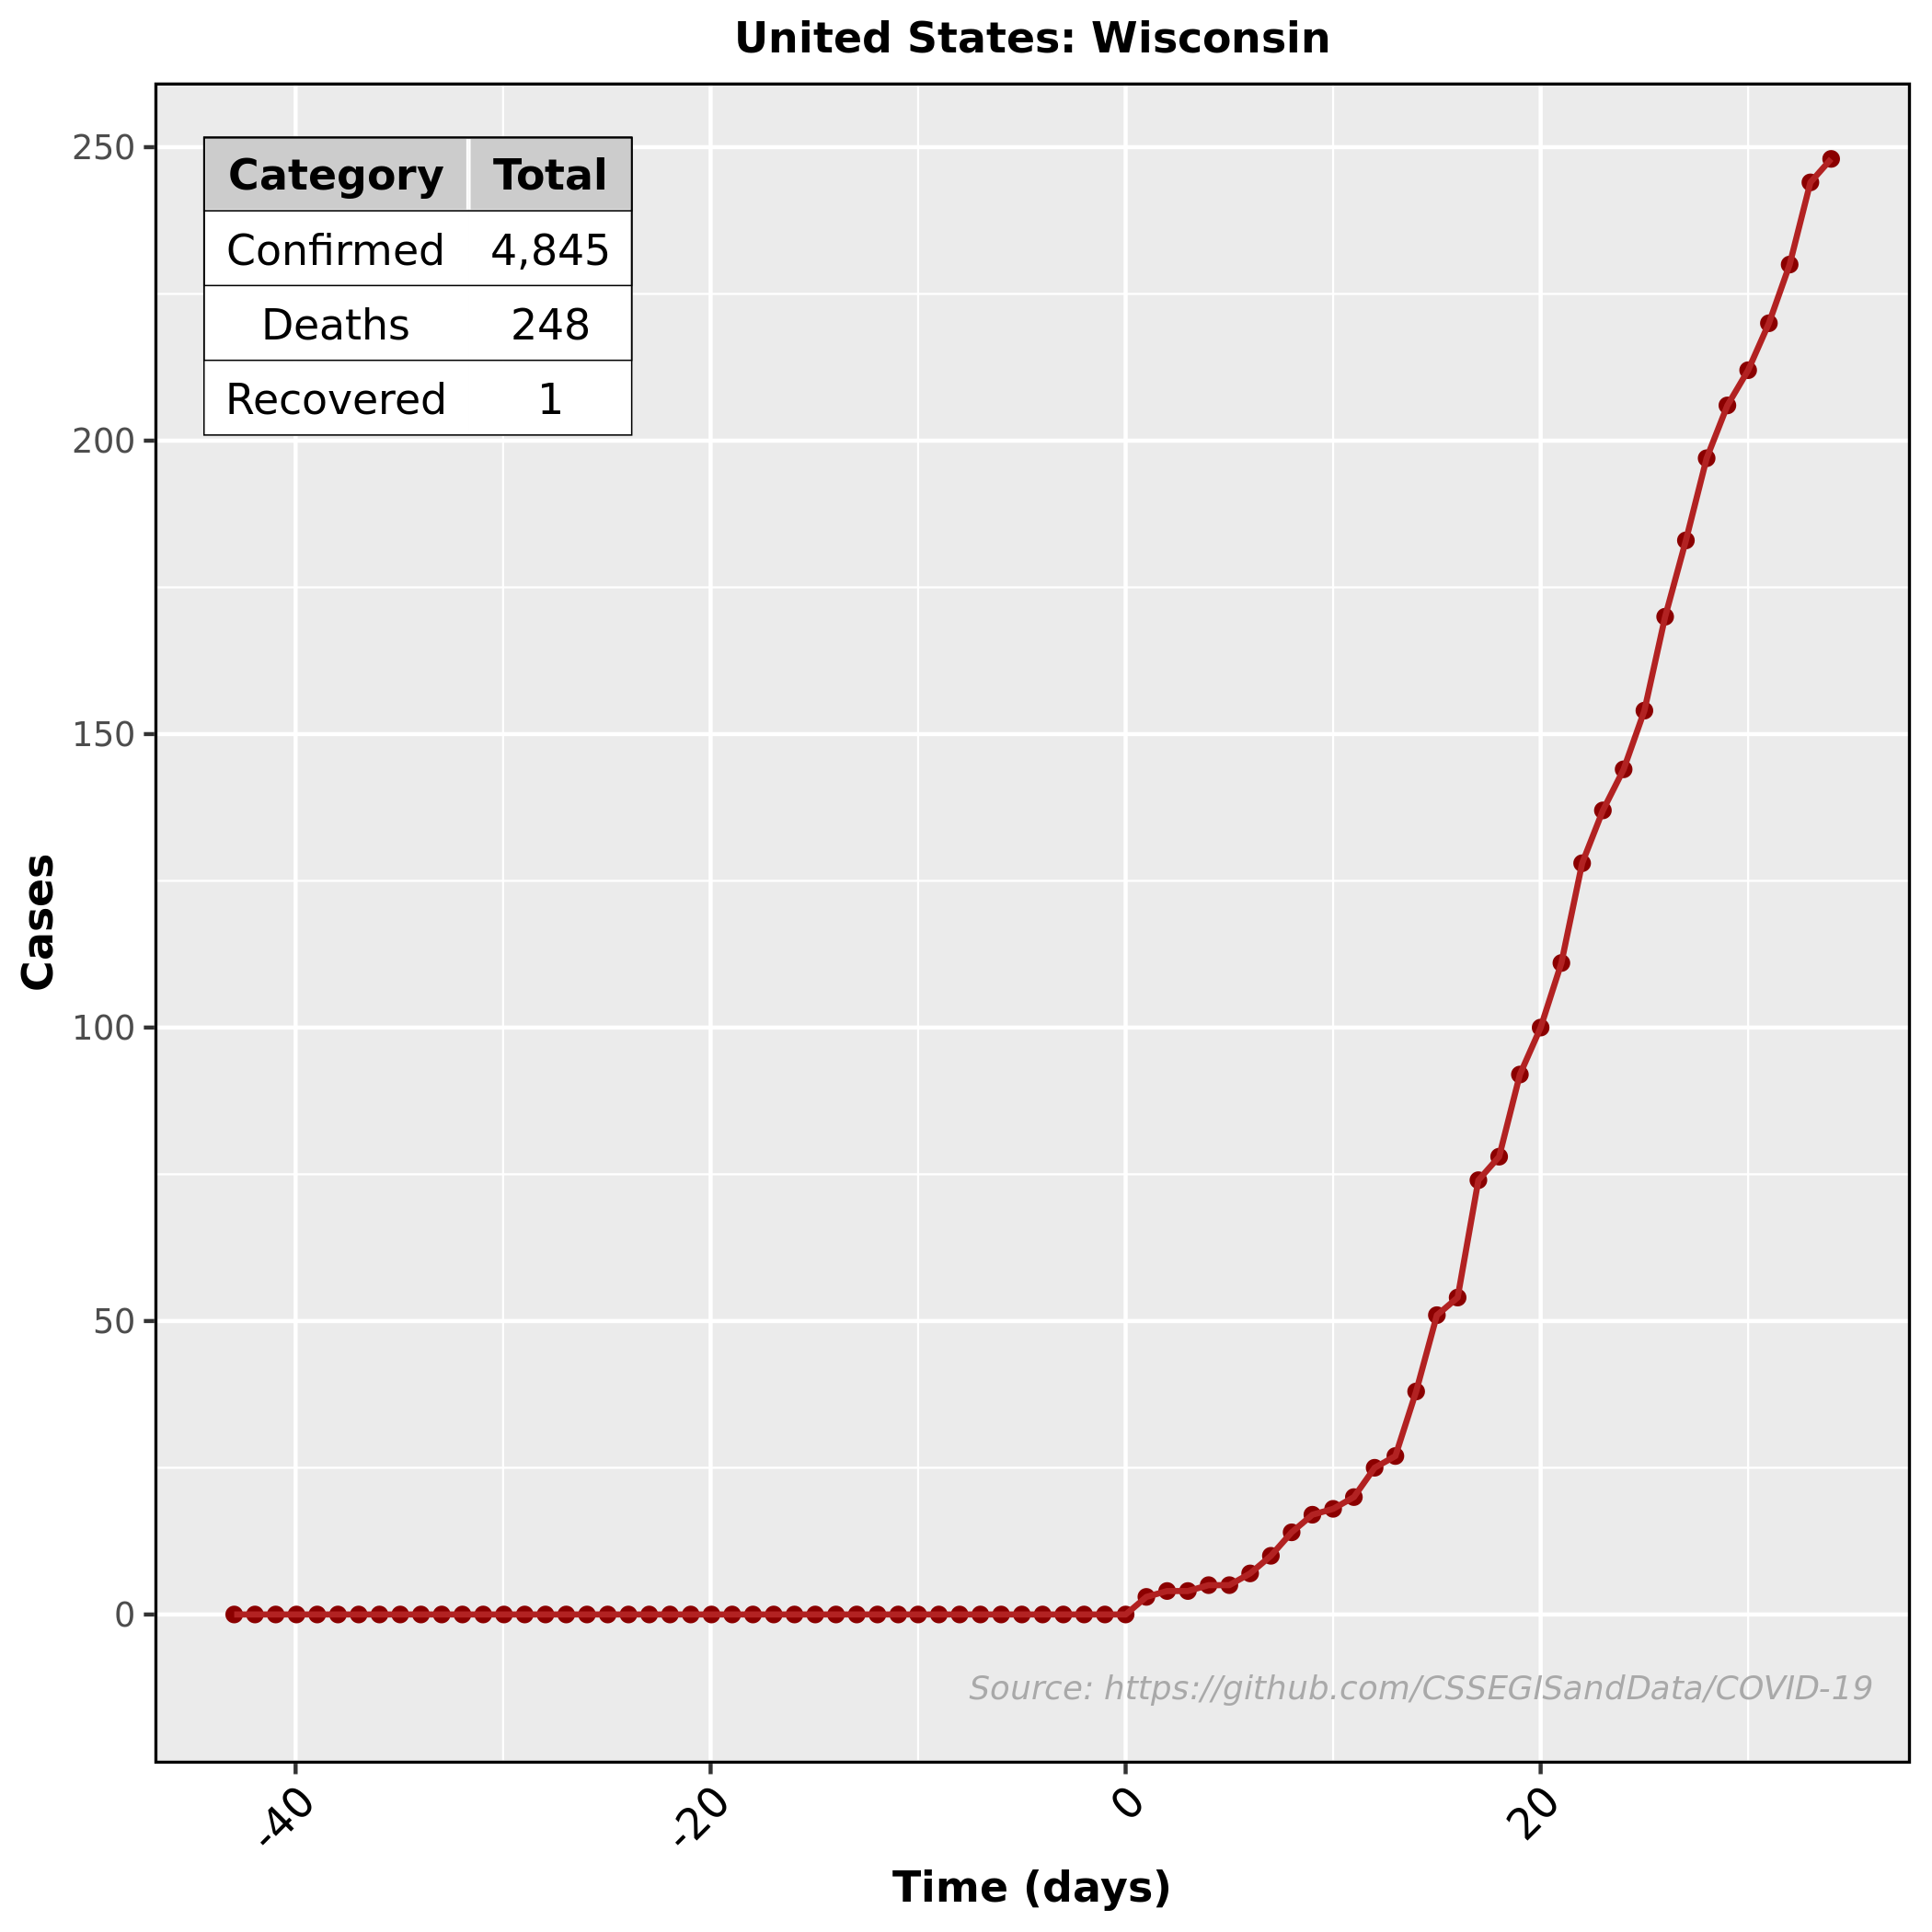 United States: Wisconsin
Category Total
Confirmed 4,845
Deaths 248
Recovered 1
250
200
150
100
50
0
Cases
Source: https://github.com/CSSEGISandData/COVID-19
-40 -20 0 20
Time (days)